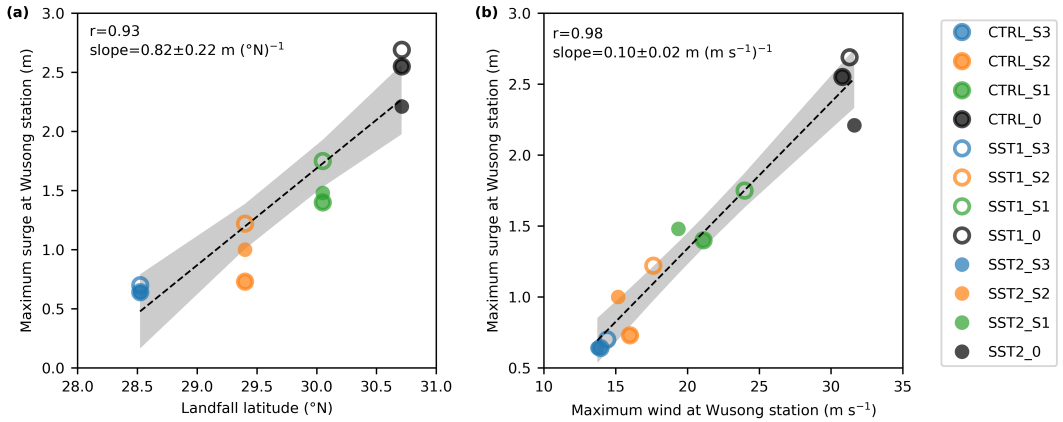 (a)
r=0.93
slope=0.82±0.22 m (°N)⁻¹
Maximum surge at Wusong station (m)
3.0
2.5
2.0
1.5
1.0
0.5
0.0
28.0 28.5 29.0 29.5 30.0 30.5 31.0
Landfall latitude (°N)
(b)
r=0.98
slope=0.10±0.02 m (m s⁻¹)⁻¹
Maximum surge at Wusong station (m)
3.0
2.5
2.0
1.5
1.0
0.5
10 15 20 25 30 35
Maximum wind at Wusong station (m s⁻¹)
CTRL_S3
CTRL_S2
CTRL_S1
CTRL_0
SST1_S3
SST1_S2
SST1_S1
SST1_0
SST2_S3
SST2_S2
SST2_S1
SST2_0